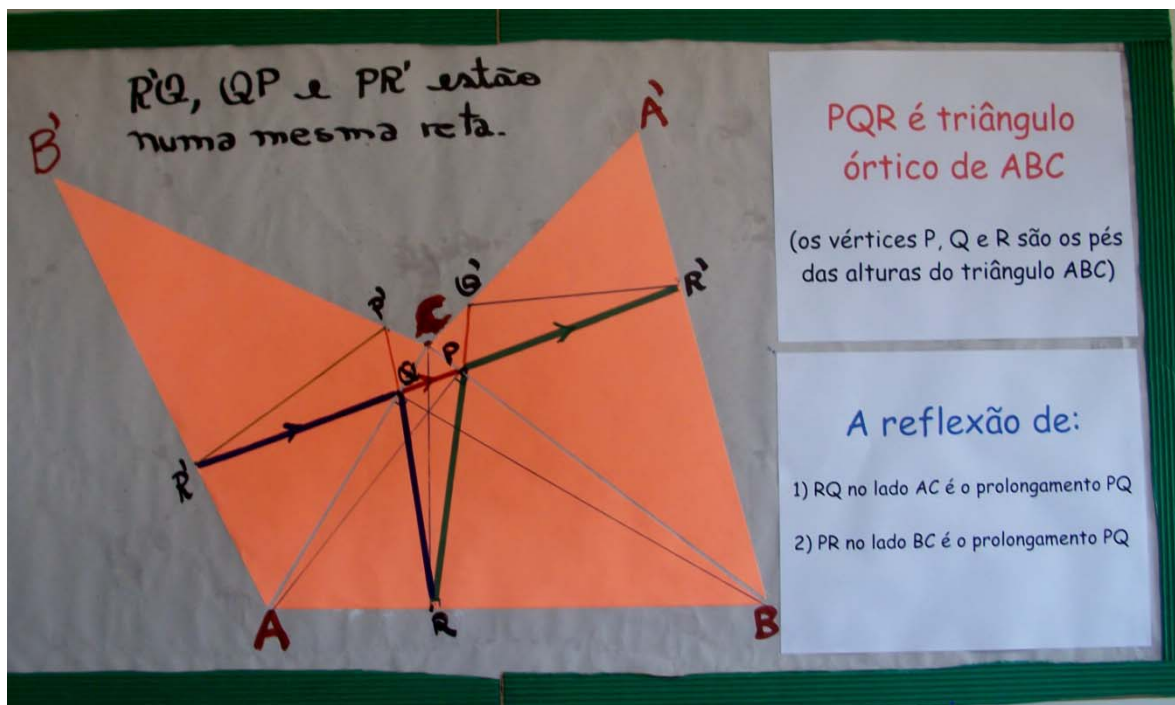 R'Q, QP e PR' estão
numa mesma reta.
B'
A'
P'
C
Q'
R'
Q
P
R'
A
R
B
PQR é triângulo
órtico de ABC
(os vértices P, Q e R são os pés
das alturas do triângulo ABC)
A reflexão de:
1) RQ no lado AC é o prolongamento PQ
2) PR no lado BC é o prolongamento PQ